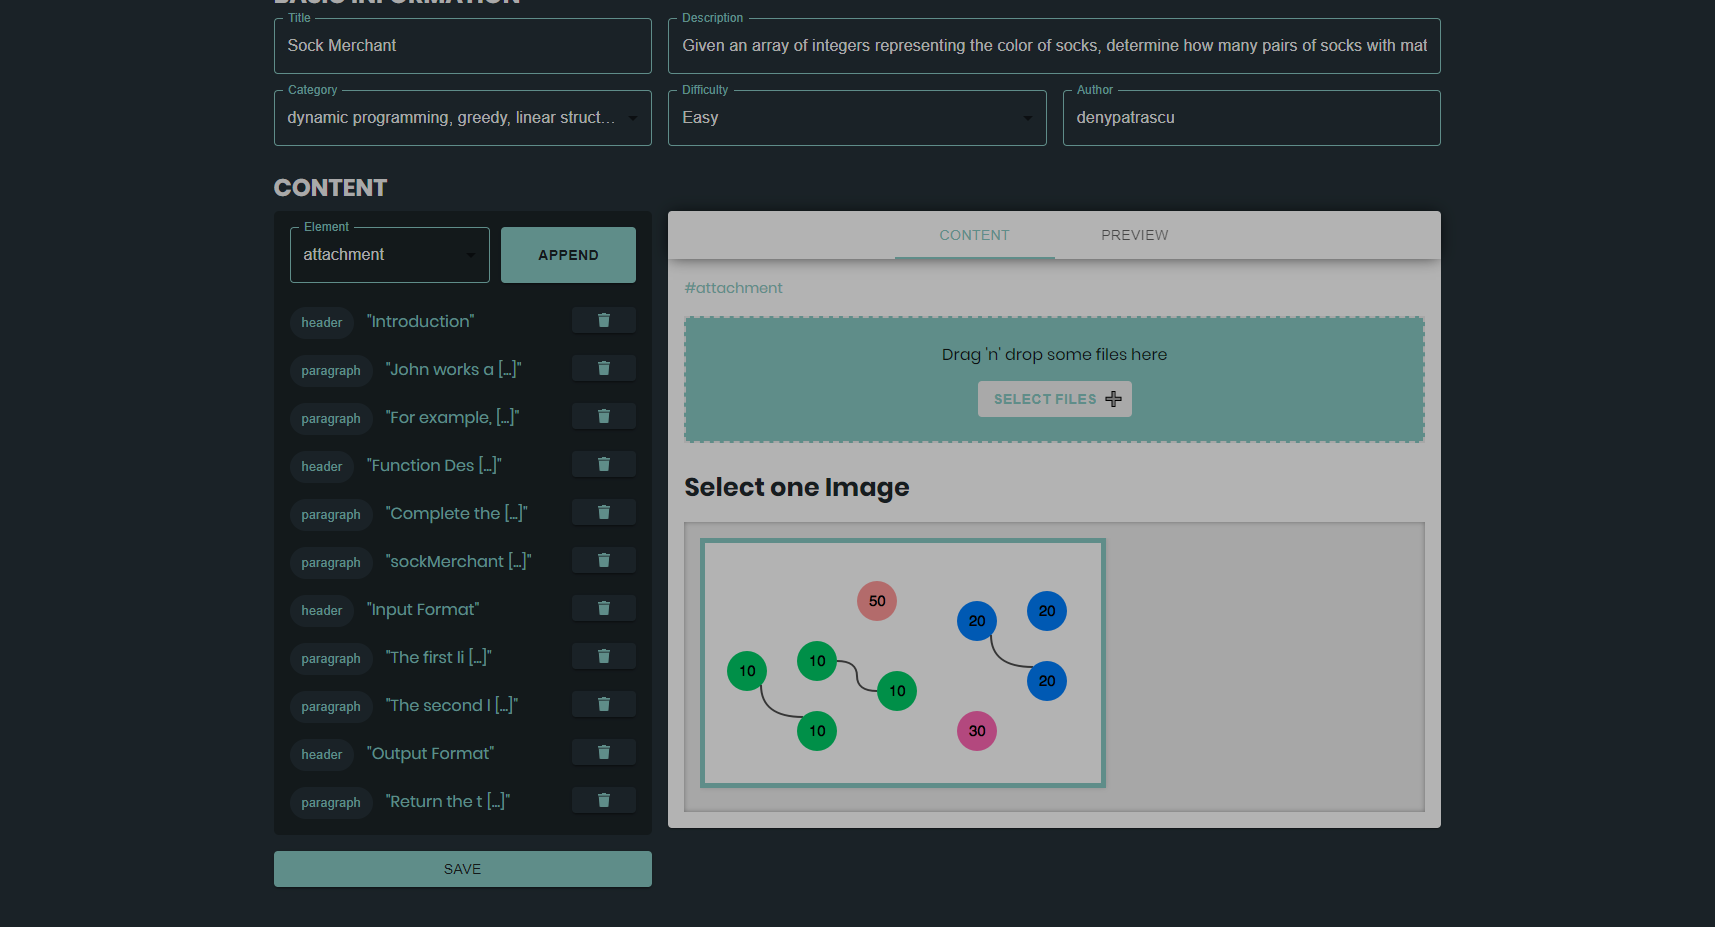 BASIC INFORMATION
Title
Sock Merchant
Description
Given an array of integers representing the color of socks, determine how many pairs of socks with mat
Category
dynamic programming, greedy, linear struct...
Difficulty
Easy
Author
denypatrascu
CONTENT
Element
attachment
APPEND
header "Introduction"
paragraph "John works a [...]"
paragraph "For example, [...]"
header "Function Des [...]"
paragraph "Complete the [...]"
paragraph "sockMerchant [...]"
header "Input Format"
paragraph "The first li [...]"
paragraph "The second l [...]"
header "Output Format"
paragraph "Return the t [...]"
SAVE
CONTENT PREVIEW
#attachment
Drag 'n' drop some files here
SELECT FILES
Select one Image
50
20
20
10
10
10
20
10
30